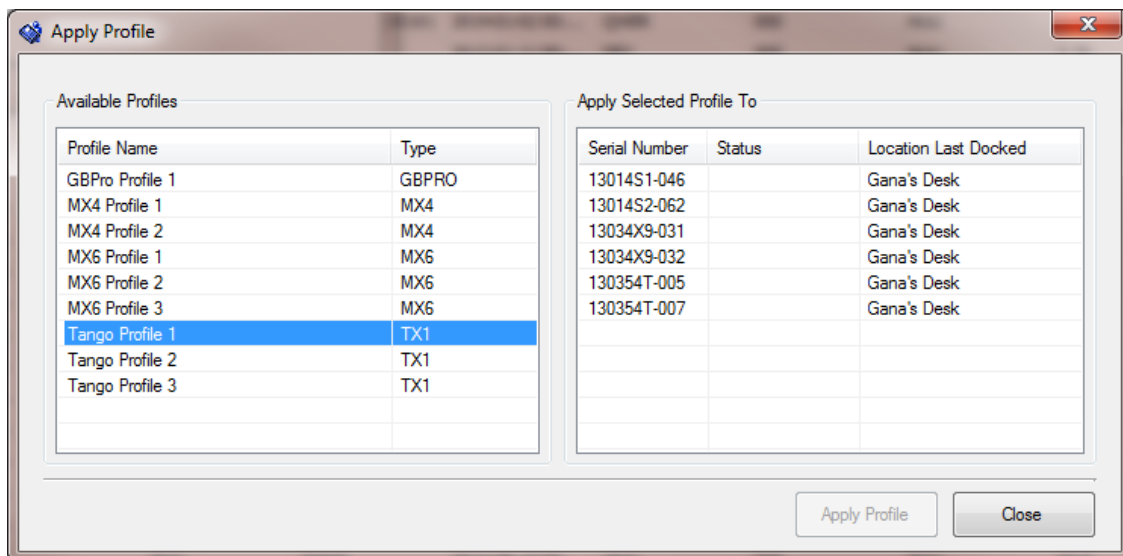 Apply Profile
Available Profiles
Profile Name Type
GBPro Profile 1 GBPRO
MX4 Profile 1 MX4
MX4 Profile 2 MX4
MX6 Profile 1 MX6
MX6 Profile 2 MX6
MX6 Profile 3 MX6
Tango Profile 1 TX1
Tango Profile 2 TX1
Tango Profile 3 TX1
Apply Selected Profile To
Serial Number Status Location Last Docked
13014S1-046 Gana's Desk
13014S2-062 Gana's Desk
13034X9-031 Gana's Desk
13034X9-032 Gana's Desk
130354T-005 Gana's Desk
130354T-007 Gana's Desk
Apply Profile Close